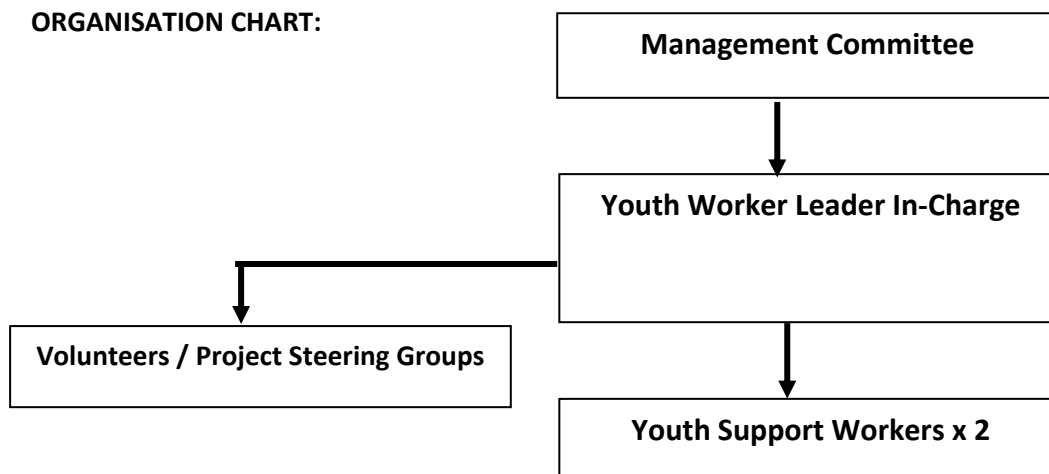 ORGANISATION CHART:
Management Committee
Youth Worker Leader In-Charge
Volunteers / Project Steering Groups
Youth Support Workers x 2